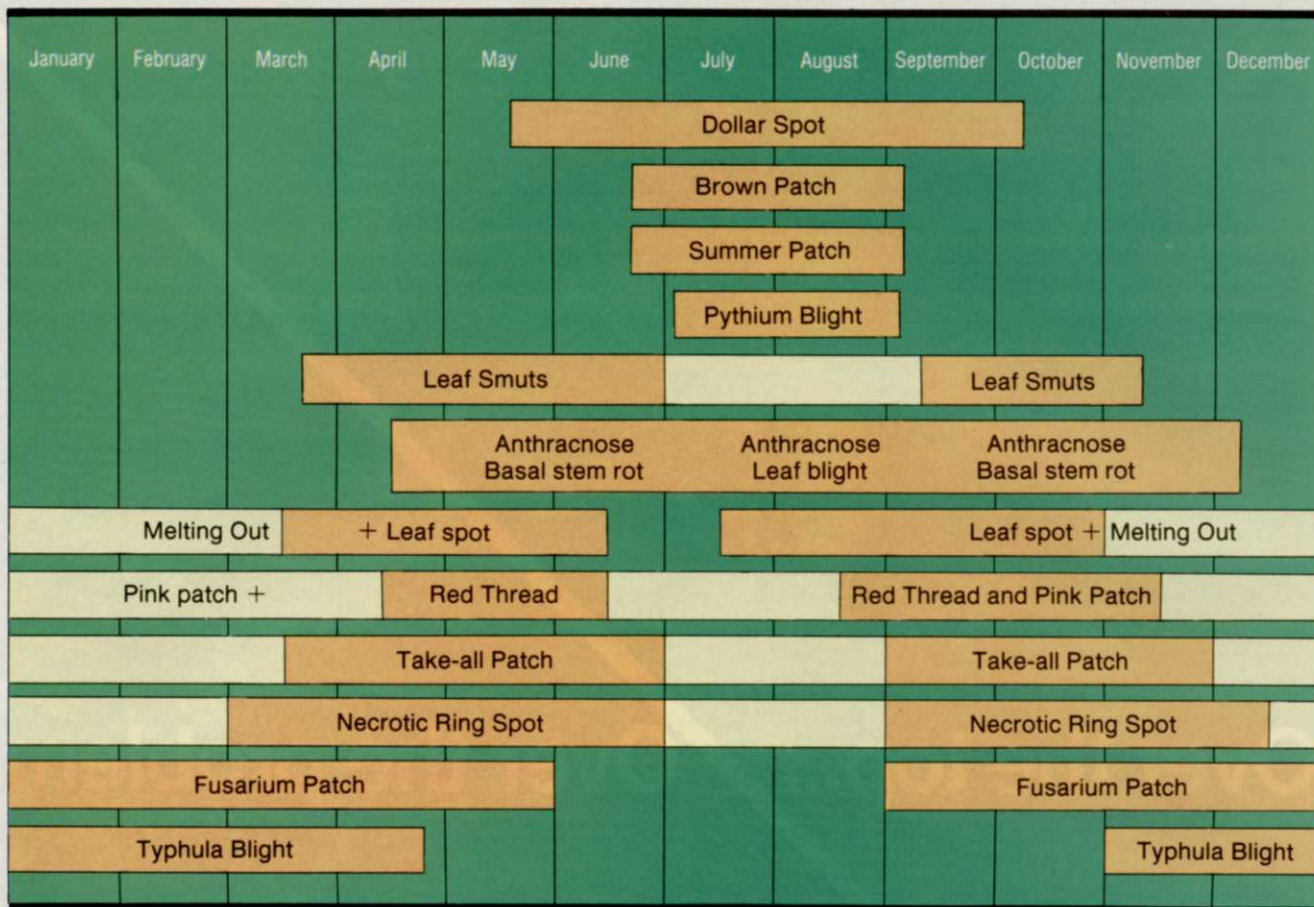 January February March April May June July August September October November December
Dollar Spot
Brown Patch
Summer Patch
Pythium Blight
Leaf Smuts Leaf Smuts
Anthracnose Anthracnose Anthracnose
Basal stem rot Leaf blight Basal stem rot
Melting Out + Leaf spot Leaf spot + Melting Out
Pink patch + Red Thread Red Thread and Pink Patch
Take-all Patch Take-all Patch
Necrotic Ring Spot Necrotic Ring Spot
Fusarium Patch Fusarium Patch
Typhula Blight Typhula Blight